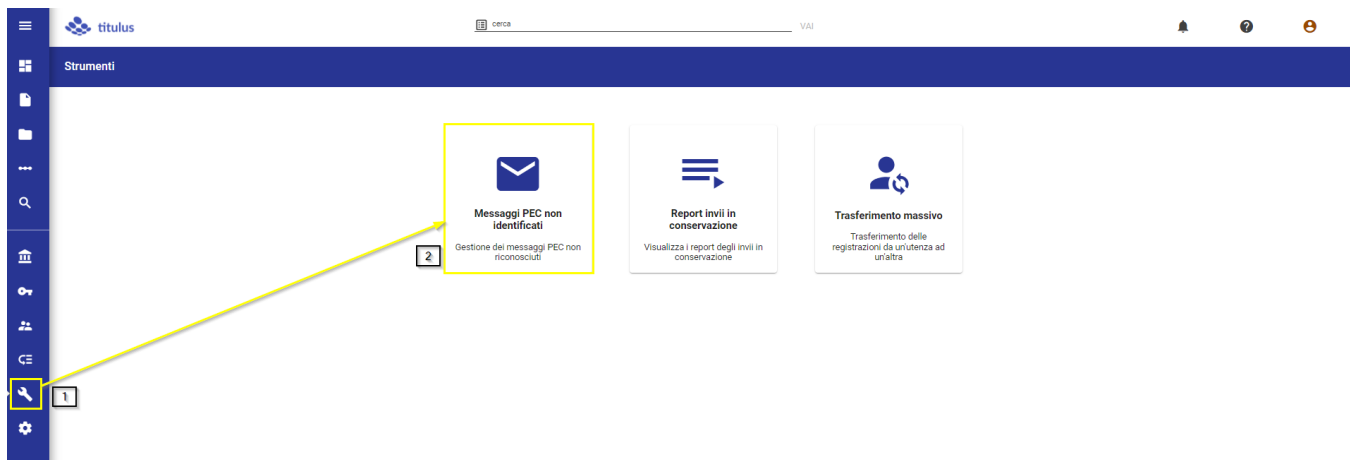 titulus
cerca
VAI
Strumenti
Messaggi PEC non
identificati
Gestione dei messaggi PEC non
riconosciuti
Report invii in
conservazione
Visualizza i report degli invii in
conservazione
Trasferimento massivo
Trasferimento delle
registrazioni da un'utenza ad
un'altra
2
1